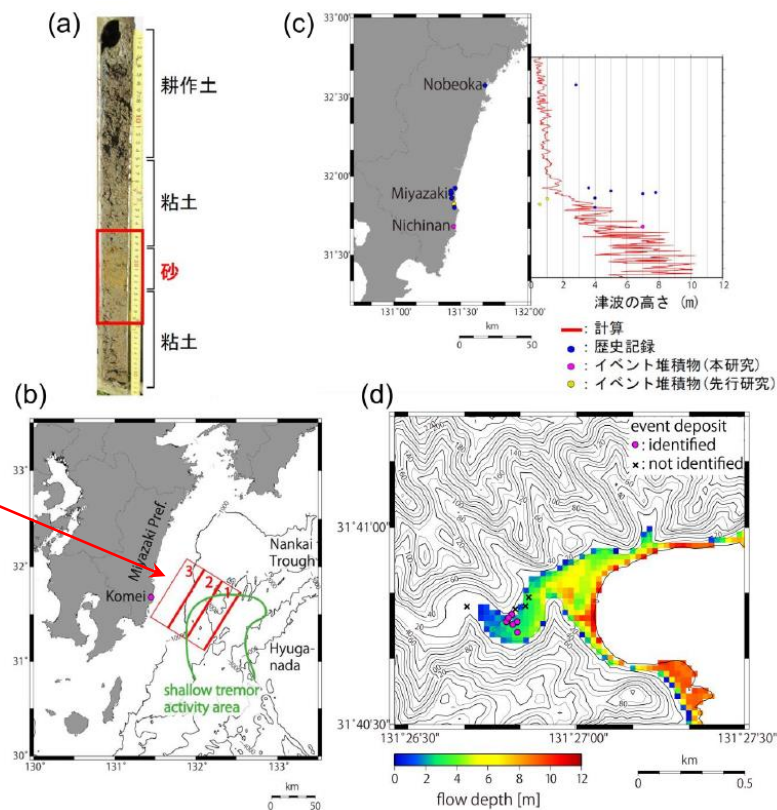 (a)
耕作土
粘土
砂
粘土
(c)
33°00'
32°30'
32°00'
31°30'
Nobeoka
Miyazaki
Nichinan
131°00'
131°30'
132°00'
km
0
50
0
2
4
6
8
10
12
津波の高さ (m)
: 計算
: 歴史記録
: イベント堆積物(本研究)
: イベント堆積物(先行研究)
(b)
33°
32°
31°
30°
Miyazaki Pref.
Komei
3
2
1
Nankai
Trough
Hyuga-
nada
shallow tremor
activity area
130°
131°
132°
133°
km
0
50
(d)
event deposit
: identified
: not identified
31°41'00"
31°40'30"
131°26'30"
131°27'00"
131°27'30"
0
2
4
6
8
10
12
flow depth [m]
km
0.0
0.5